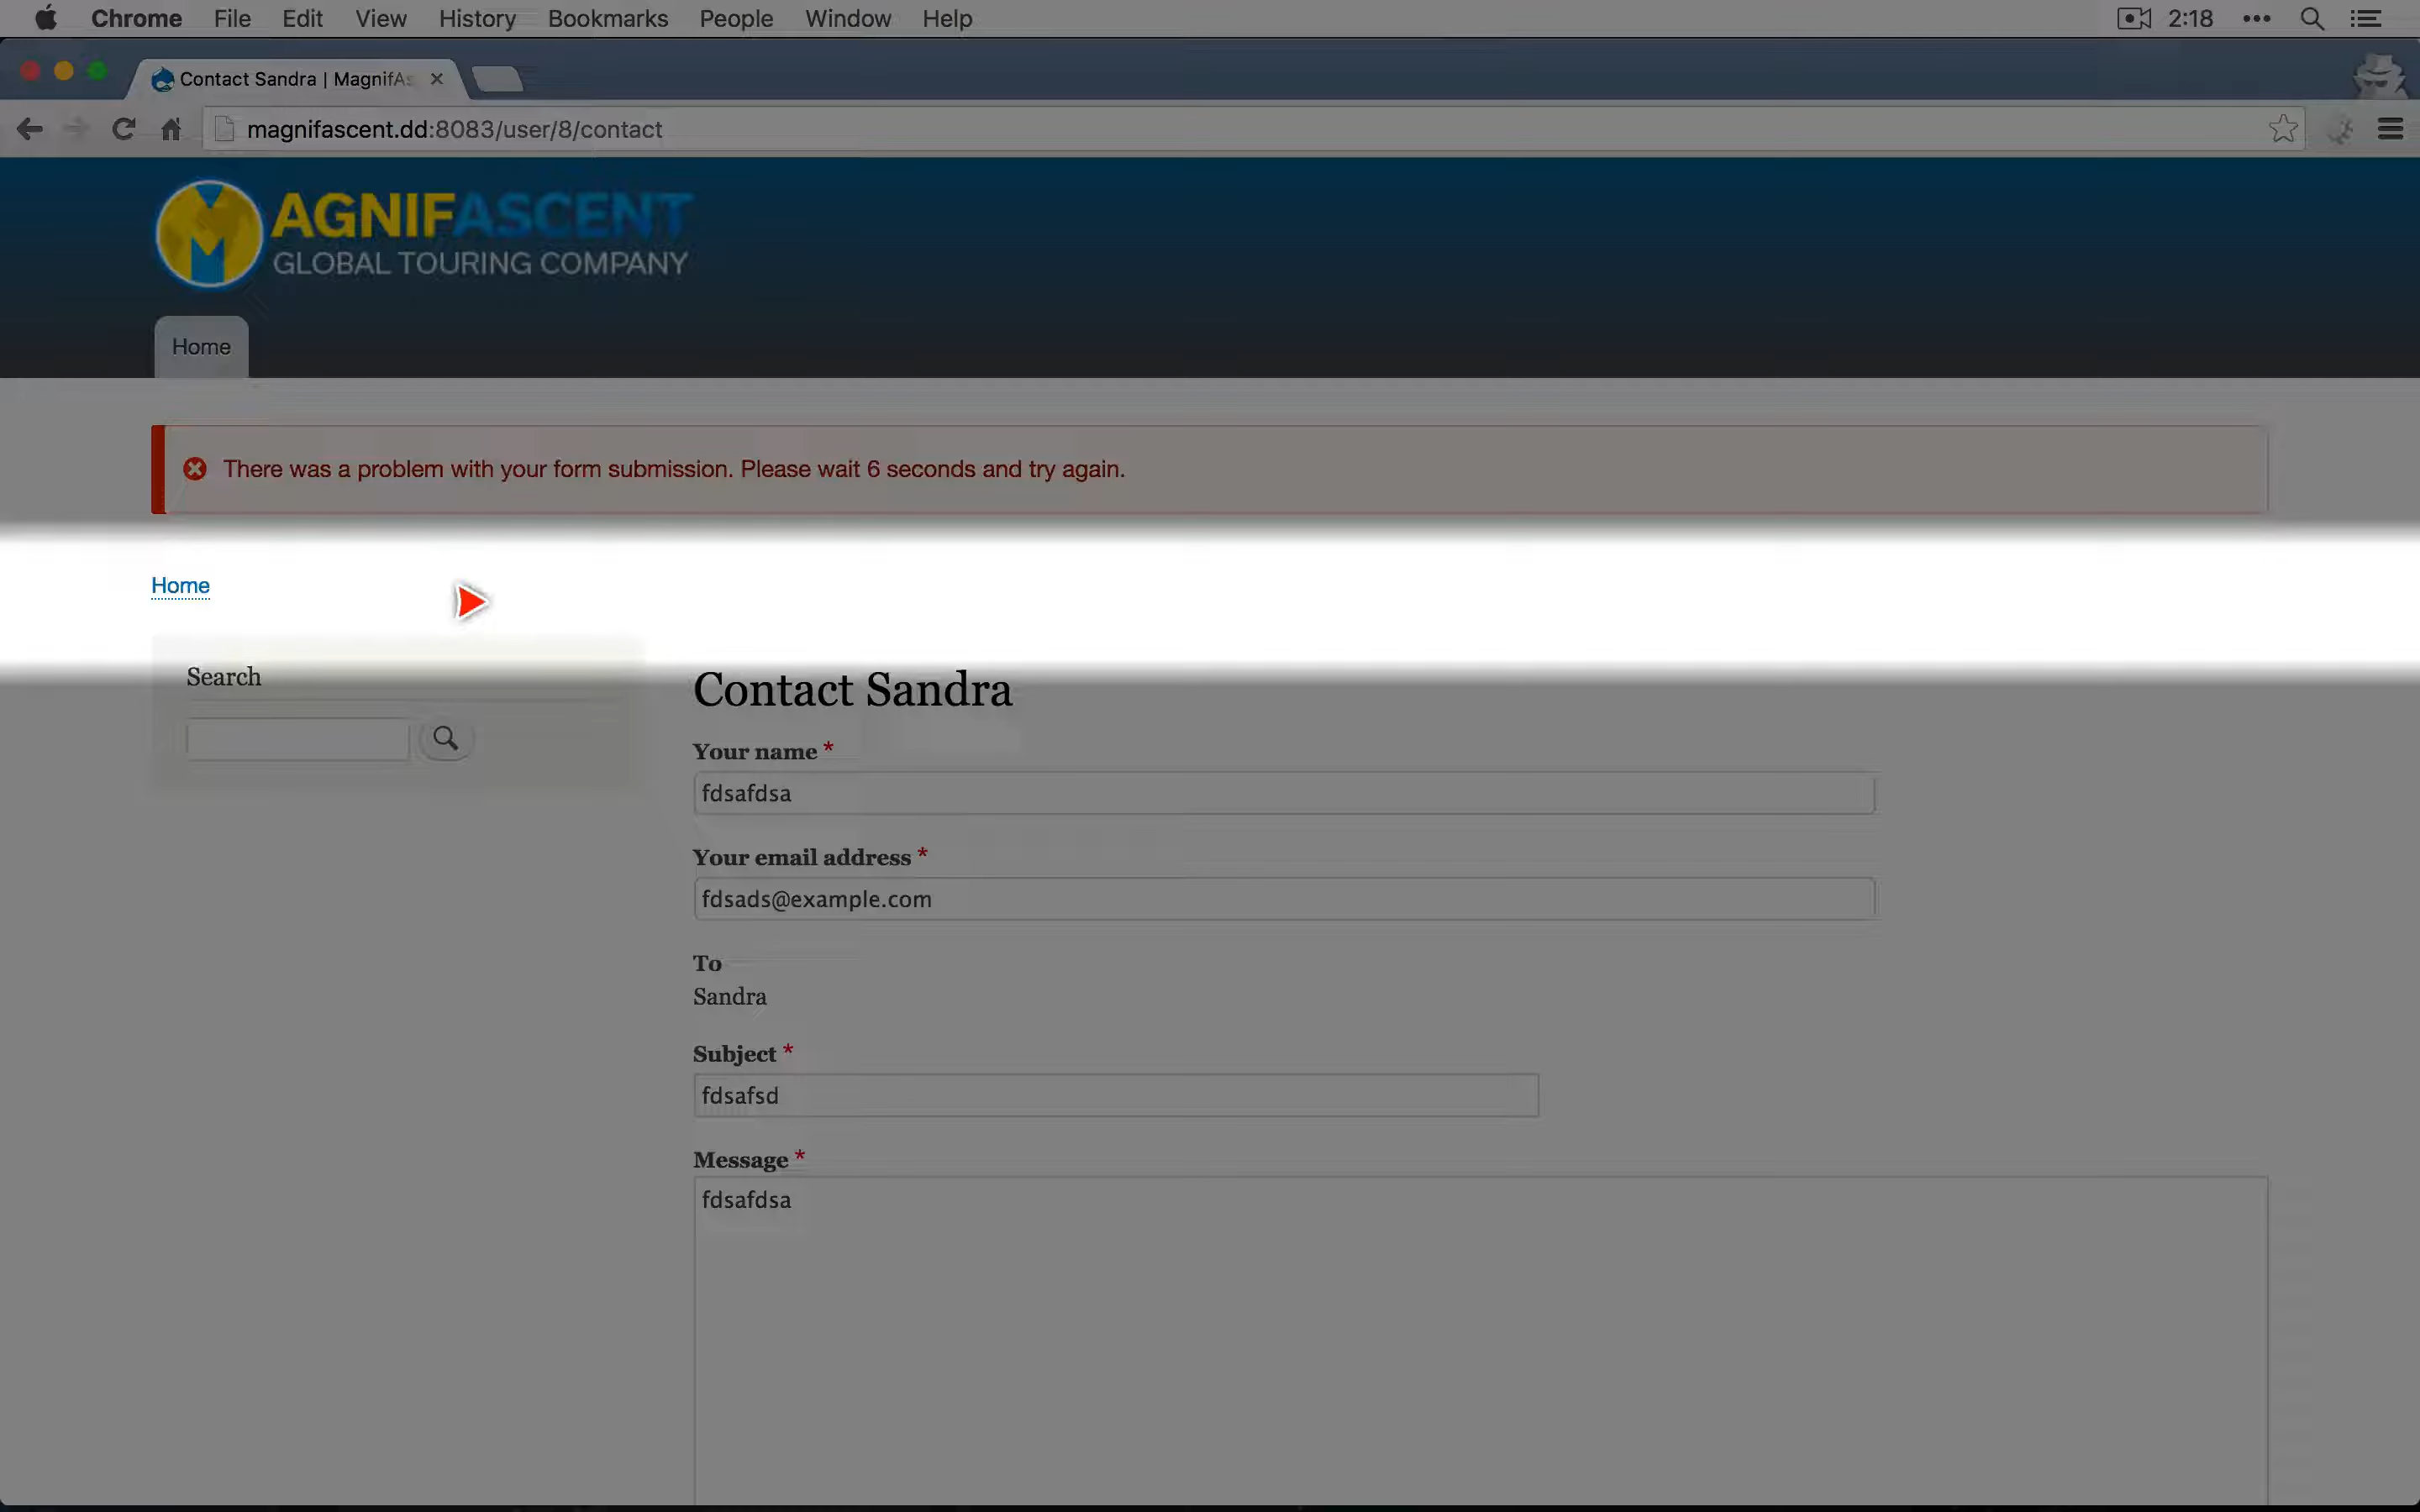 Chrome File Edit View History Bookmarks People Window Help 2:18
Contact Sandra | MagnifAs
magnifascent.dd:8083/user/8/contact
AGNIFASCENT
GLOBAL TOURING COMPANY
Home
There was a problem with your form submission. Please wait 6 seconds and try again.
Home
Search
Contact Sandra
Your name *
fdsafdsa
Your email address *
fdsads@example.com
To
Sandra
Subject *
fdsafsd
Message *
fdsafdsa